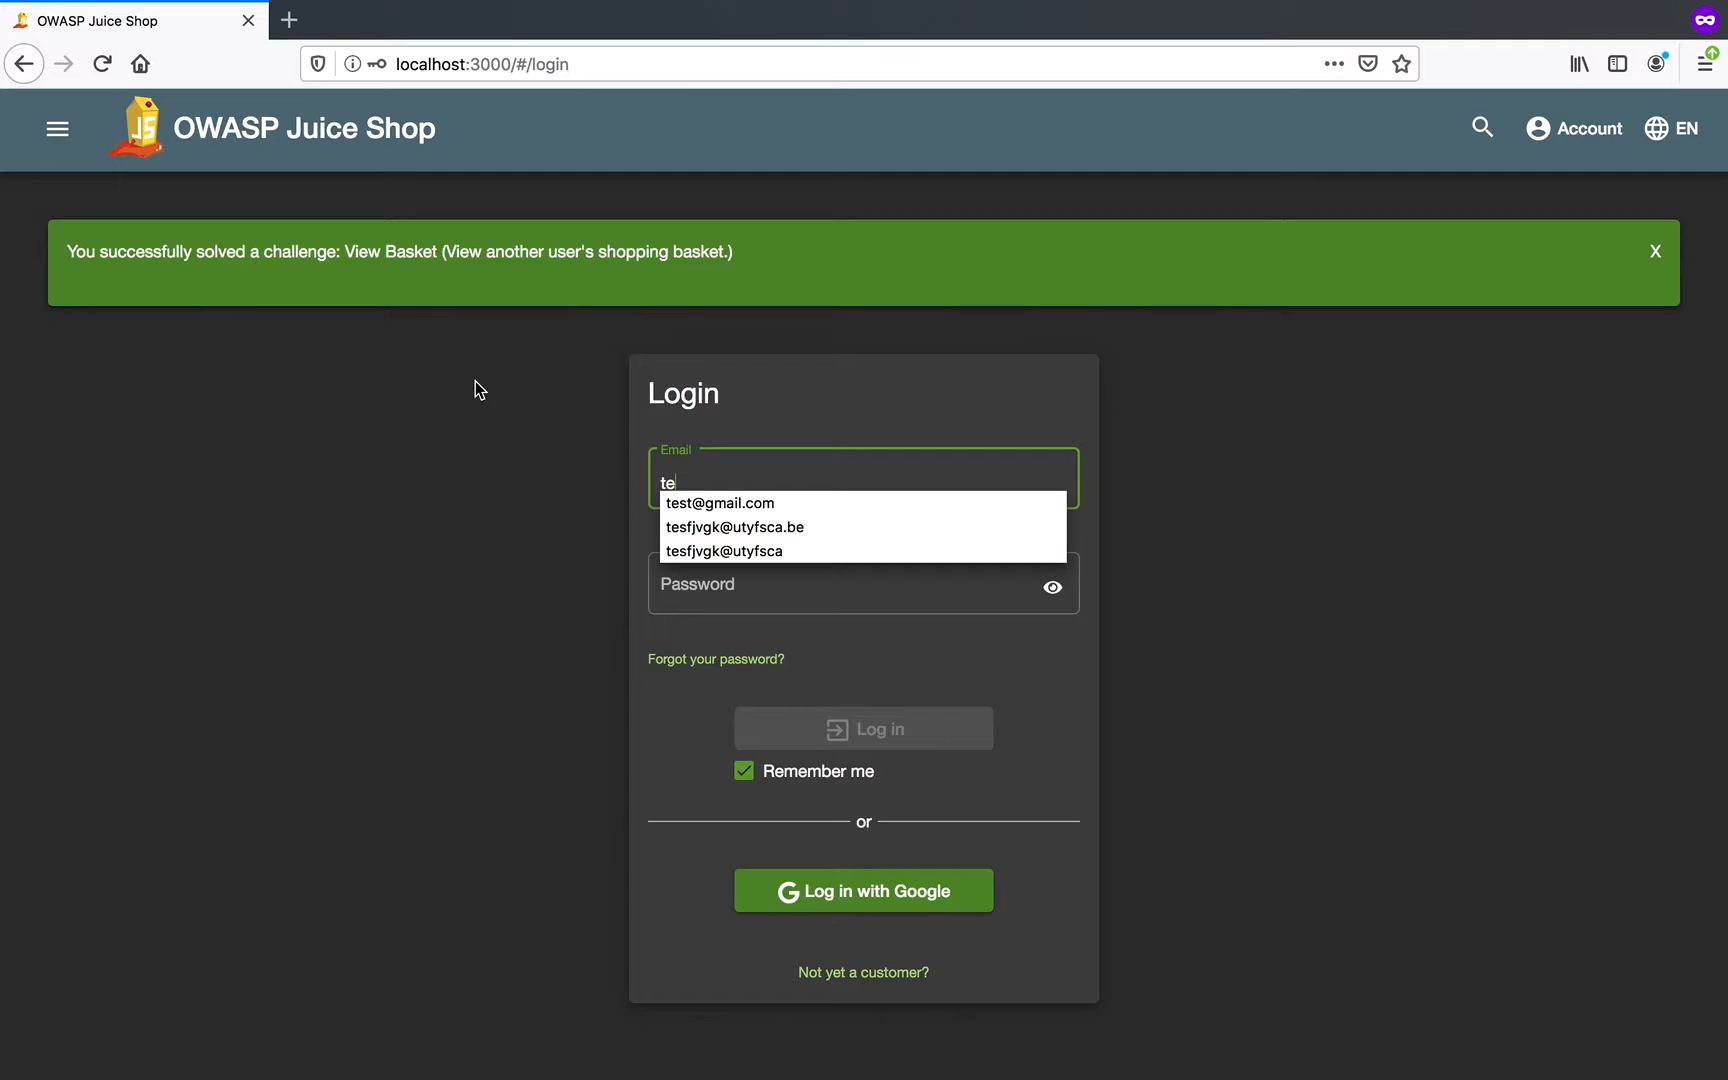 OWASP Juice Shop
localhost:3000/#/login
JS
OWASP Juice Shop
Account
EN
You successfully solved a challenge: View Basket (View another user's shopping basket.)
X
Login
Email
te
test@gmail.com
tesfjvgk@utyfsca.be
tesfjvgk@utyfsca
Password
Forgot your password?
Log in
Remember me
or
G Log in with Google
Not yet a customer?